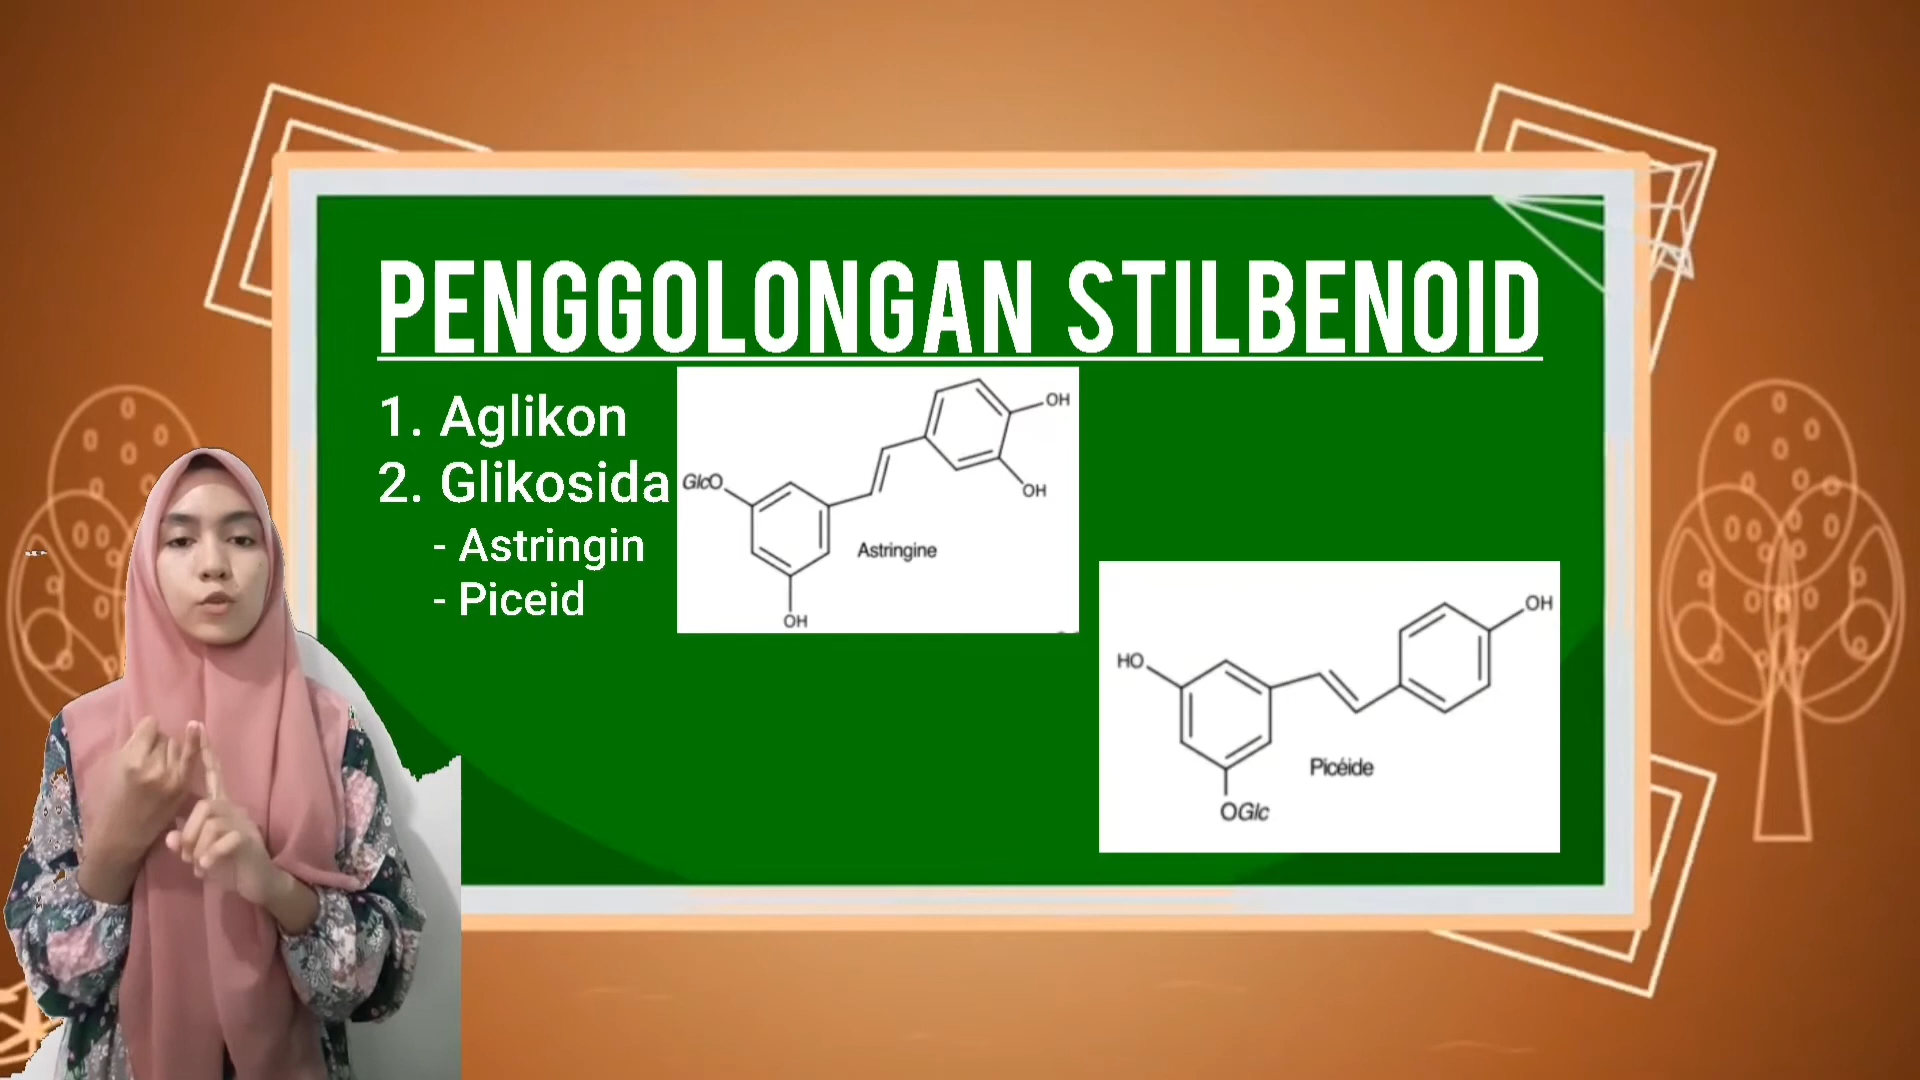 PENGGOLONGAN STILBENOID
1. Aglikon
2. Glikosida
- Astringin
- Piceid
OH
OH
GlcO
Astringine
OH
OH
HO
Picéide
OGlc